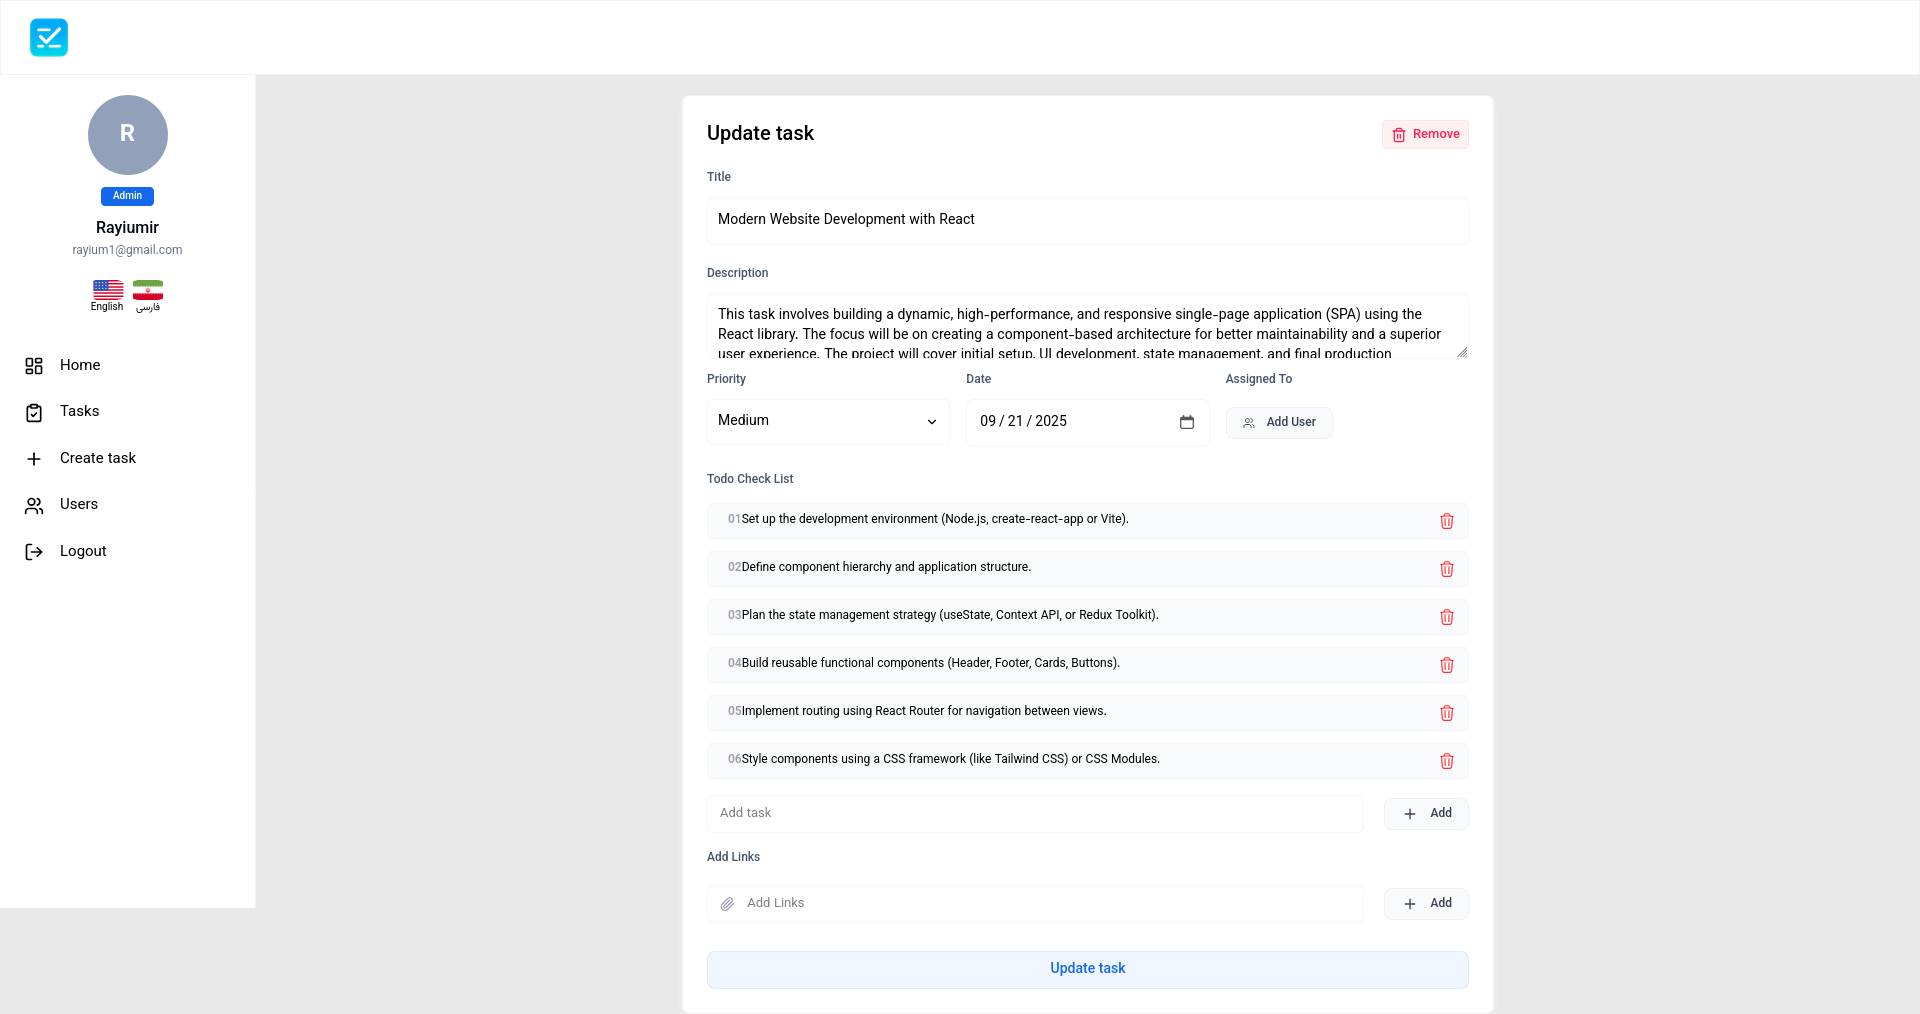 R
Admin
Rayiumir
rayium1@gmail.com
English
فارسی
Home
Tasks
Create task
Users
Logout
Update task
Remove
Title
Modern Website Development with React
Description
This task involves building a dynamic, high-performance, and responsive single-page application (SPA) using the
React library. The focus will be on creating a component-based architecture for better maintainability and a superior
user experience. The project will cover initial setup, UI development, state management, and final production
Priority
Date
Assigned To
Medium
09 / 21 / 2025
Add User
Todo Check List
01Set up the development environment (Node.js, create-react-app or Vite).
02Define component hierarchy and application structure.
03Plan the state management strategy (useState, Context API, or Redux Toolkit).
04Build reusable functional components (Header, Footer, Cards, Buttons).
05Implement routing using React Router for navigation between views.
06Style components using a CSS framework (like Tailwind CSS) or CSS Modules.
Add task
Add
Add Links
Add Links
Add
Update task